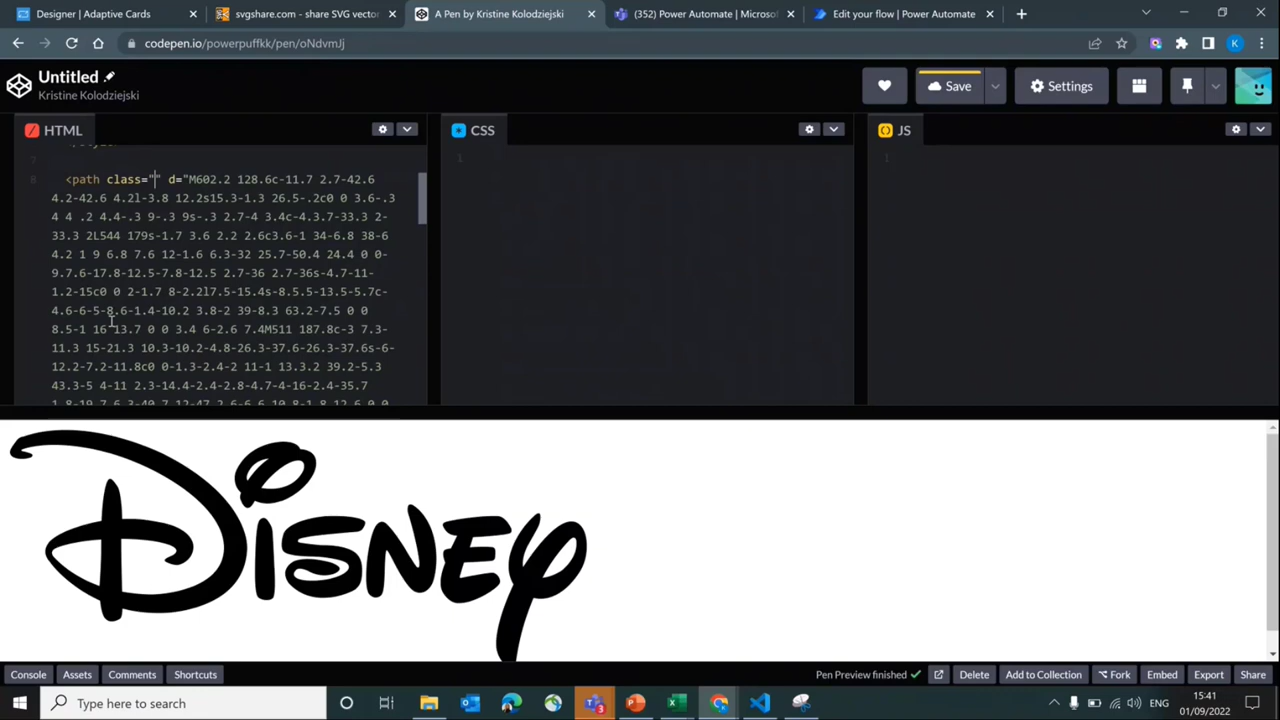 Designer | Adaptive Cards
svgshare.com - share SVG vector
A Pen by Kristine Kolodziejski
(352) Power Automate | Microsof
Edit your flow | Power Automate
codepen.io/powerpuffkk/pen/oNdvmJj
K
Untitled
Kristine Kolodziejski
Save
Settings
HTML
CSS
JS
7
8
<path class="" d="M602.2 128.6c-11.7 2.7-42.6
4.2-42.6 4.2l-3.8 12.2s15.3-1.3 26.5-.2c0 0 3.6-.3
4 4 .2 4.4-.3 9-.3 9s-.3 2.7-4 3.4c-4.3.7-33.3 2-
33.3 2L544 179s-1.7 3.6 2.2 2.6c3.6-1 34-6.8 38-6
4.2 1 9 6.8 7.6 12-1.6 6.3-32 25.7-50.4 24.4 0 0-
9.7.6-17.8-12.5-7.8-12.5 2.7-36 2.7-36s-4.7-11-
1.2-15c0 0 2-1.7 8-2.2l7.5-15.4s-8.5.5-13.5-5.7c-
4.6-6-5-8.6-1.4-10.2 3.8-2 39-8.3 63.2-7.5 0 0
8.5-1 16 13.7 0 0 3.4 6-2.6 7.4M511 187.8c-3 7.3-
11.3 15-21.3 10.3-10.2-4.8-26.3-37.6-26.3-37.6s-6-
12.2-7.2-11.8c0 0-1.3-2.4-2 11-1 13.3.2 39.2-5.3
43.3-5 4-11 2.3-14.4-2.4-2.8-4.7-4-16-2.4-35.7
1
1
1
Disney
Console
Assets
Comments
Shortcuts
Pen Preview finished
Delete
Add to Collection
Fork
Embed
Export
Share
Type here to search
3
ENG
15:41
01/09/2022